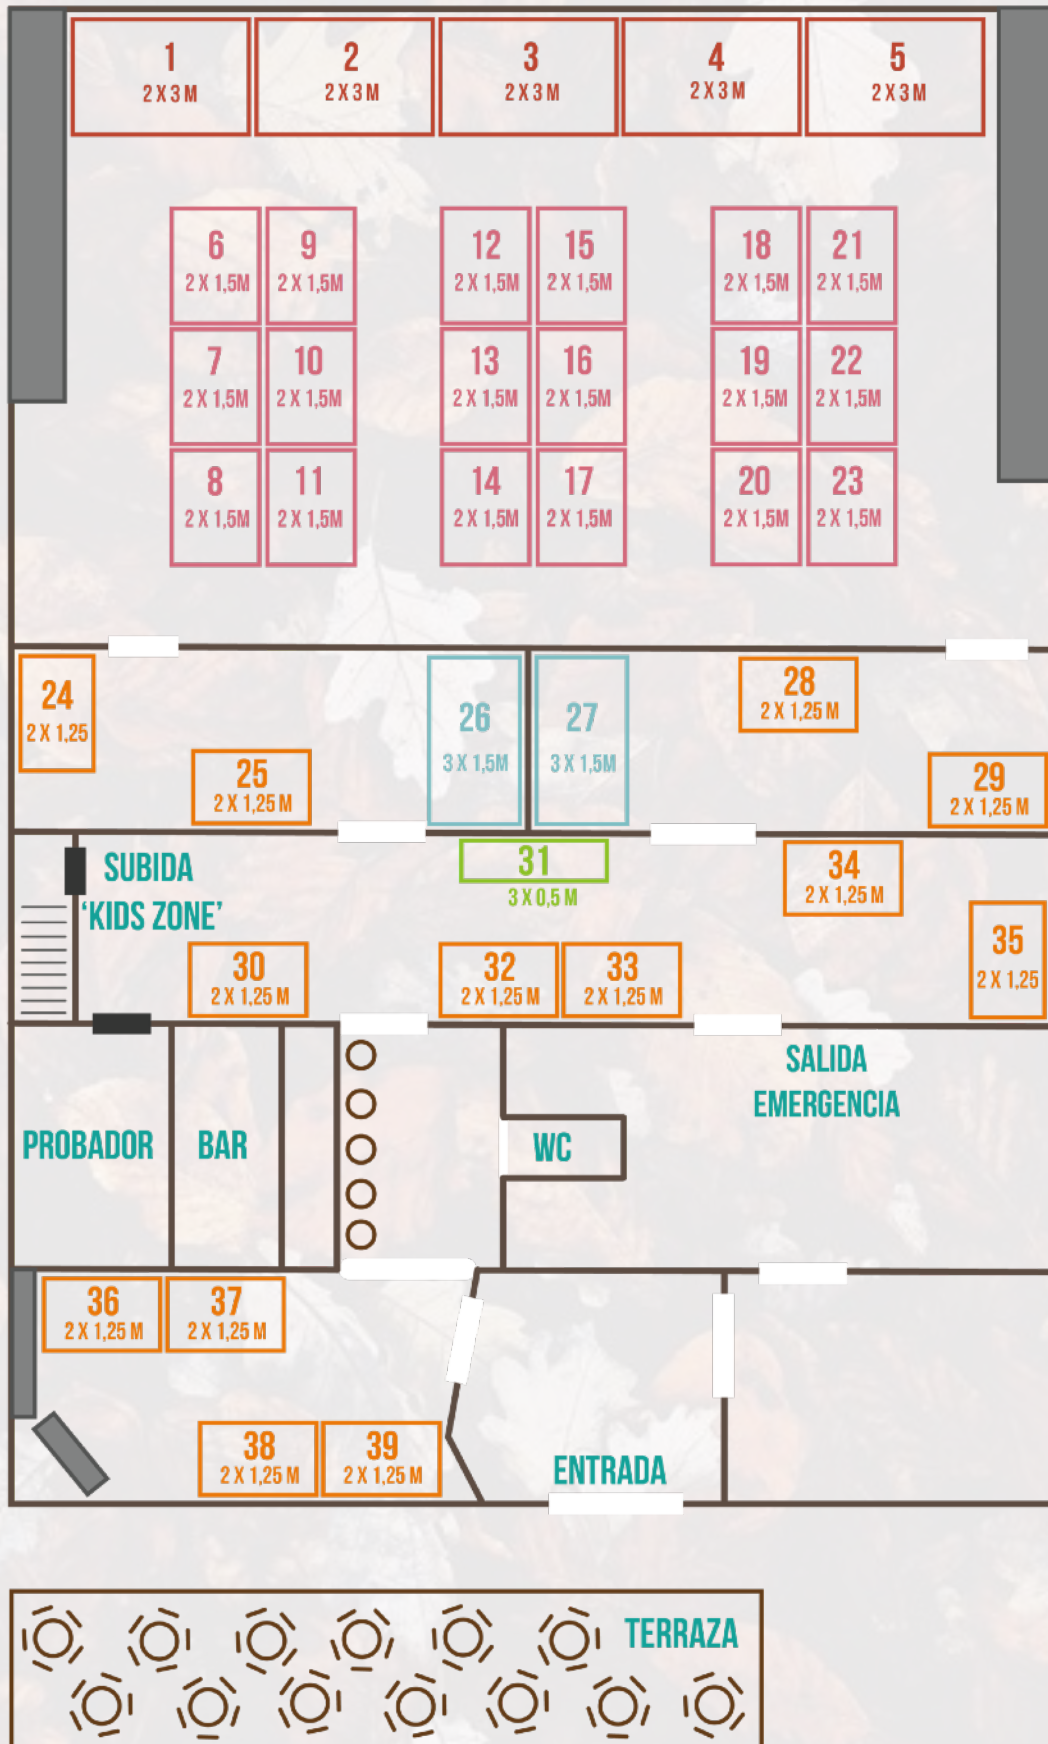 1
2 X 3 M
2
2 X 3 M
3
2 X 3 M
4
2 X 3 M
5
2 X 3 M
6
2 X 1,5M
9
2 X 1,5M
12
2 X 1,5M
15
2 X 1,5M
18
2 X 1,5M
21
2 X 1,5M
7
2 X 1,5M
10
2 X 1,5M
13
2 X 1,5M
16
2 X 1,5M
19
2 X 1,5M
22
2 X 1,5M
8
2 X 1,5M
11
2 X 1,5M
14
2 X 1,5M
17
2 X 1,5M
20
2 X 1,5M
23
2 X 1,5M
24
2 X 1,25
25
2 X 1,25 M
26
3 X 1,5M
27
3 X 1,5M
28
2 X 1,25 M
29
2 X 1,25 M
SUBIDA
‘KIDS ZONE’
30
2 X 1,25 M
31
3 X 0,5 M
32
2 X 1,25 M
33
2 X 1,25 M
34
2 X 1,25 M
35
2 X 1,25
PROBADOR
BAR
WC
SALIDA
EMERGENCIA
36
2 X 1,25 M
37
2 X 1,25 M
38
2 X 1,25 M
39
2 X 1,25 M
ENTRADA
TERRAZA